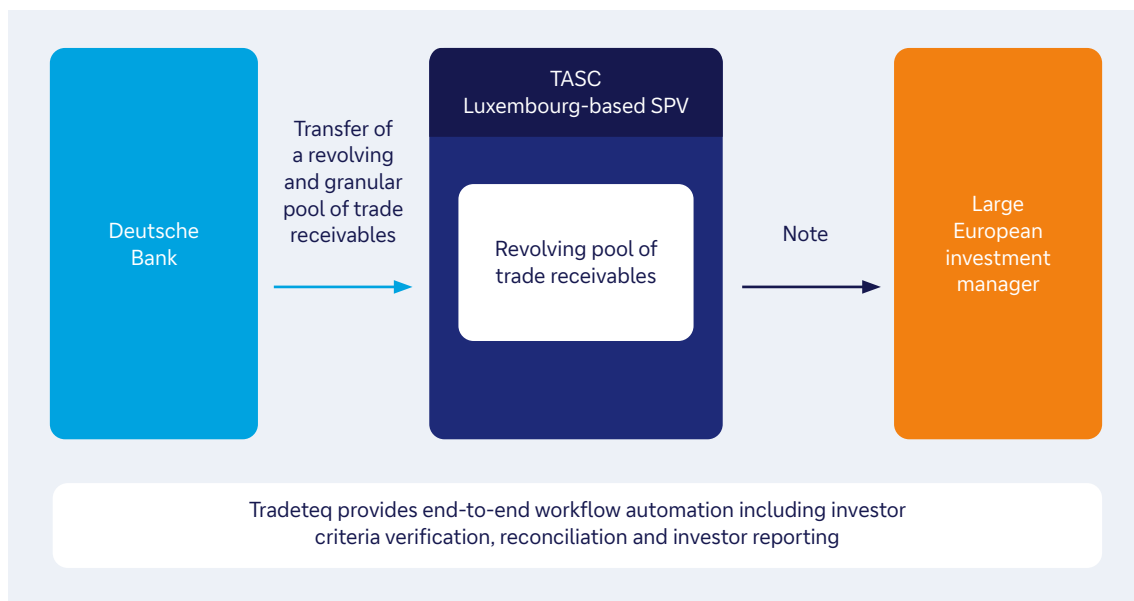 Deutsche
Bank
Transfer of
a revolving
and granular
pool of trade
receivables
TASC
Luxembourg-based SPV
Revolving pool of
trade receivables
Note
Large
European
investment
manager
Tradeteq provides end-to-end workflow automation including investor
criteria verification, reconciliation and investor reporting